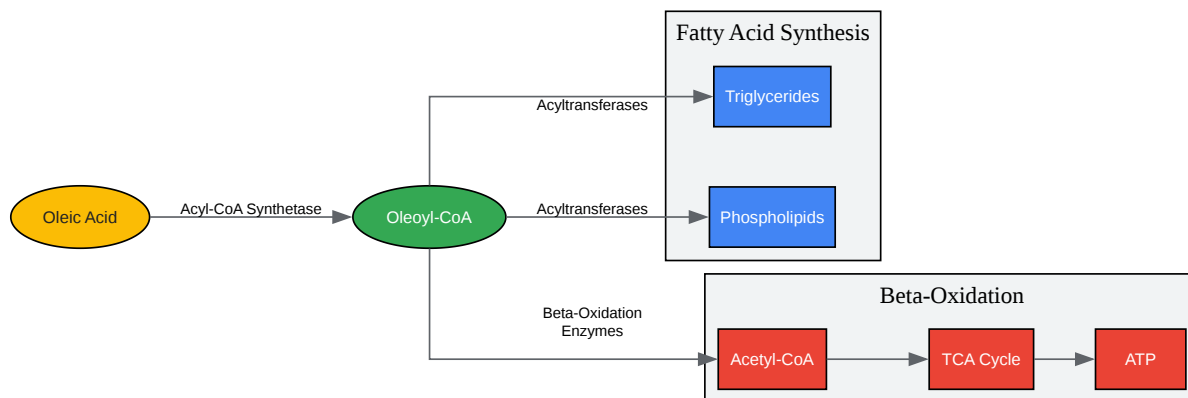 Fatty Acid Synthesis
Triglycerides
Acyltransferases
Oleic Acid
Acyl-CoA Synthetase
Oleoyl-CoA
Acyltransferases
Phospholipids
Beta-Oxidation
Beta-Oxidation
Enzymes
Acetyl-CoA
TCA Cycle
ATP